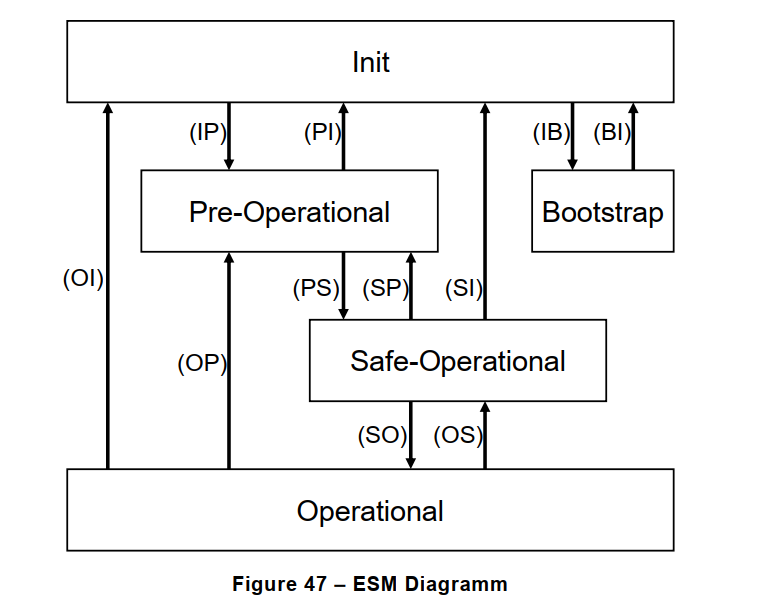 Init
(IP)
(PI)
(IB)
(BI)
Pre-Operational
Bootstrap
(OI)
(PS)
(SP)
(SI)
(OP)
Safe-Operational
(SO)
(OS)
Operational
Figure 47 – ESM Diagramm